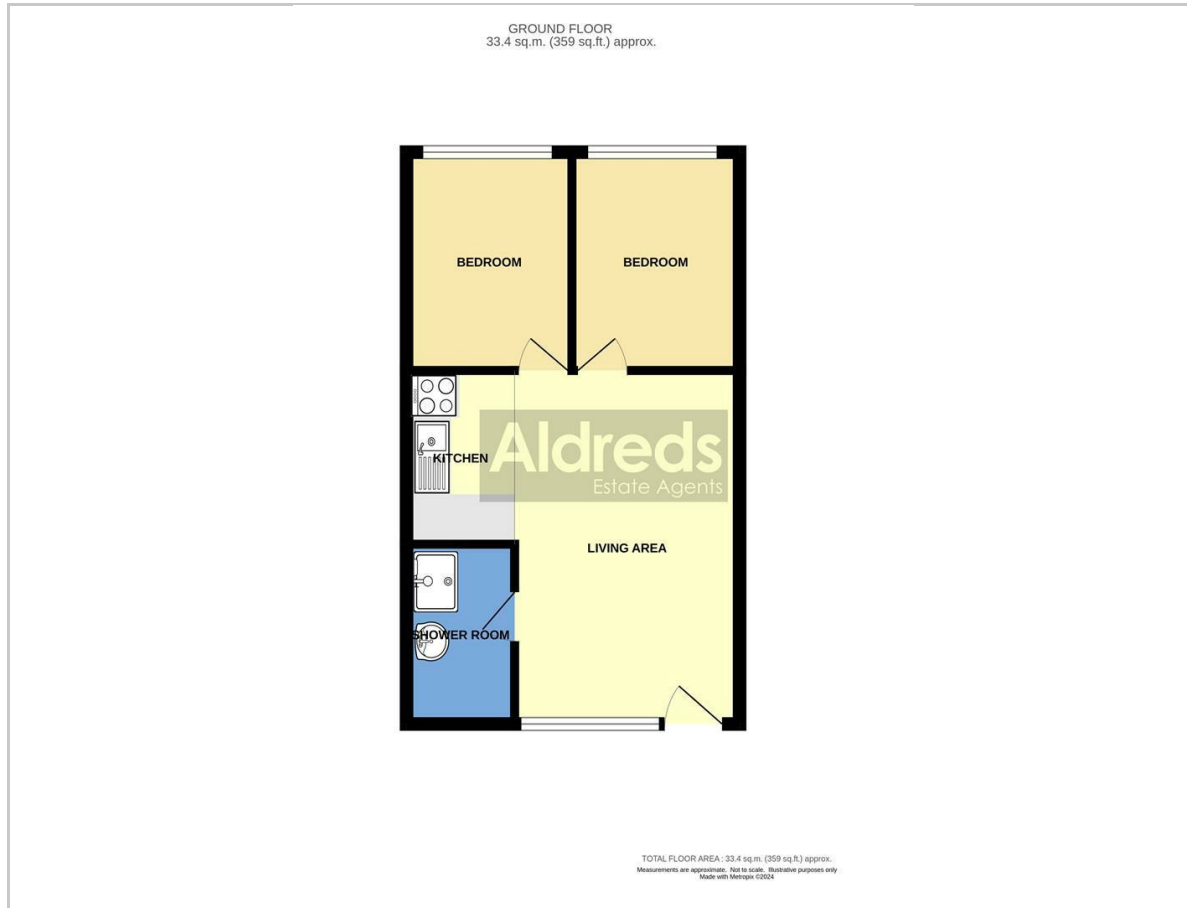 GROUND FLOOR
33.4 sq.m. (359 sq.ft.) approx.
BEDROOM
BEDROOM
Aldreds
Estate Agents
KITCHEN
LIVING AREA
SHOWER ROOM
TOTAL FLOOR AREA : 33.4 sq.m. (359 sq.ft.) approx.
Measurements are approximate. Not to scale. Illustrative purposes only
Made with Metropix ©2024